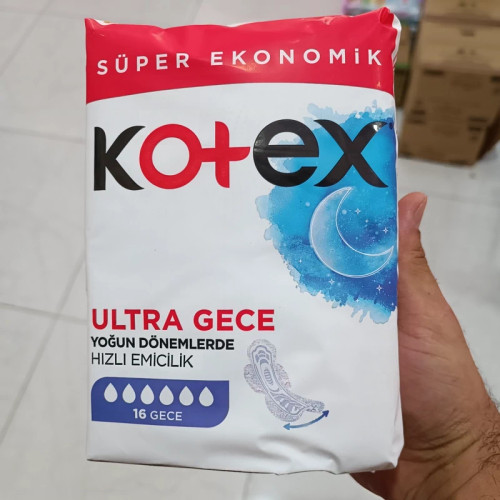 SÜPER EKONOMİK
Kotex
ULTRA GECE
YOĞUN DÖNEMLERDE
HIZLI EMİCİLİK
16 GECE